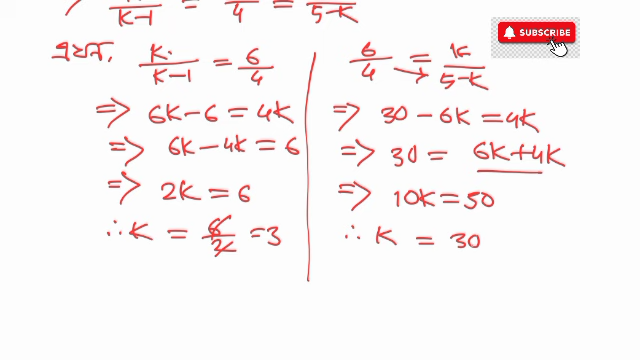 K-1 = 4 = 5-K
SUBSCRIBE
এখন, K/K-1 = 6/4
⇒ 6K-6 = 4K
⇒ 6K-4K = 6
⇒ 2K = 6
∴ K = 6/2 = 3
6/4 = K/5-K
⇒ 30-6K = 4K
⇒ 30 = 6K+4K
⇒ 10K = 50
∴ K = 30